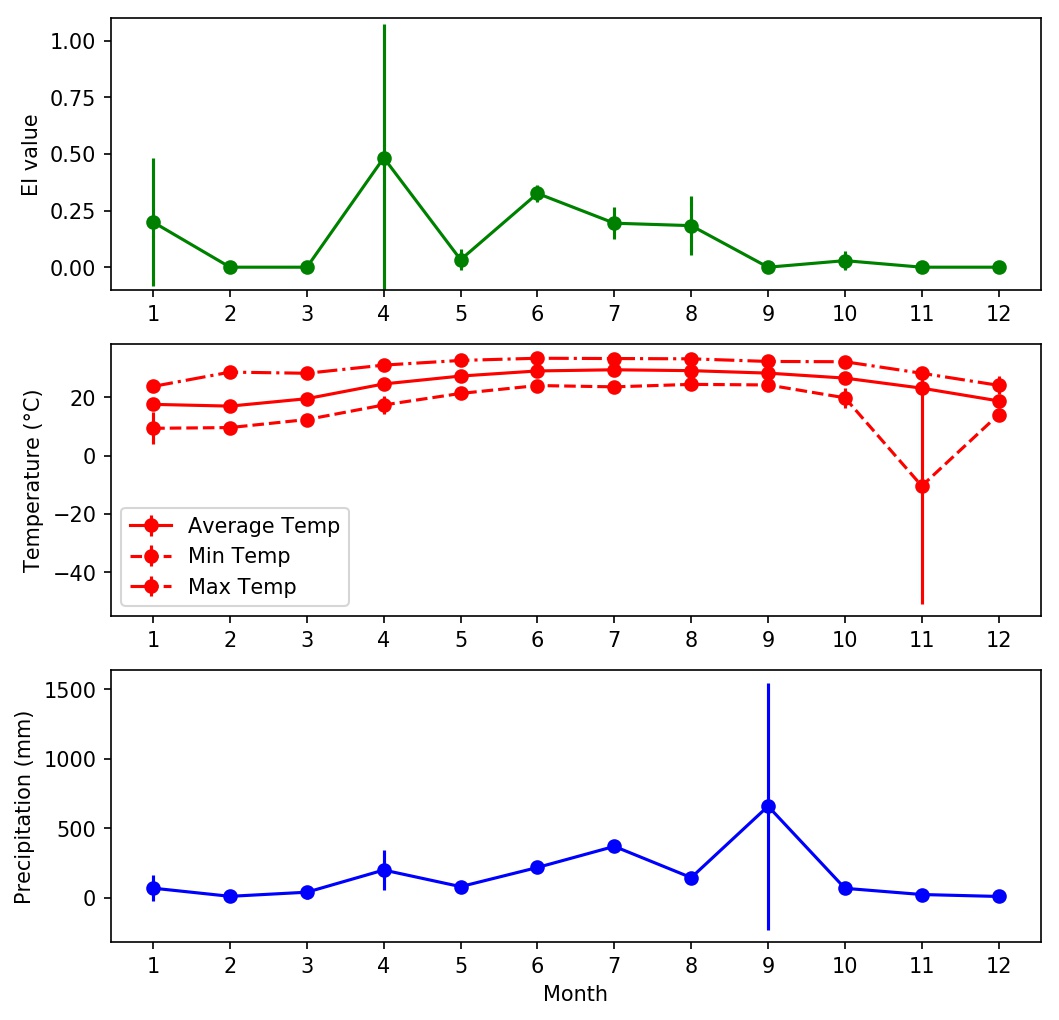 EI value
1.00
0.75
0.50
0.25
0.00
1 2 3 4 5 6 7 8 9 10 11 12
Temperature (°C)
20
0
−20
−40
Average Temp
Min Temp
Max Temp
1 2 3 4 5 6 7 8 9 10 11 12
Precipitation (mm)
1500
1000
500
0
1 2 3 4 5 6 7 8 9 10 11 12
Month